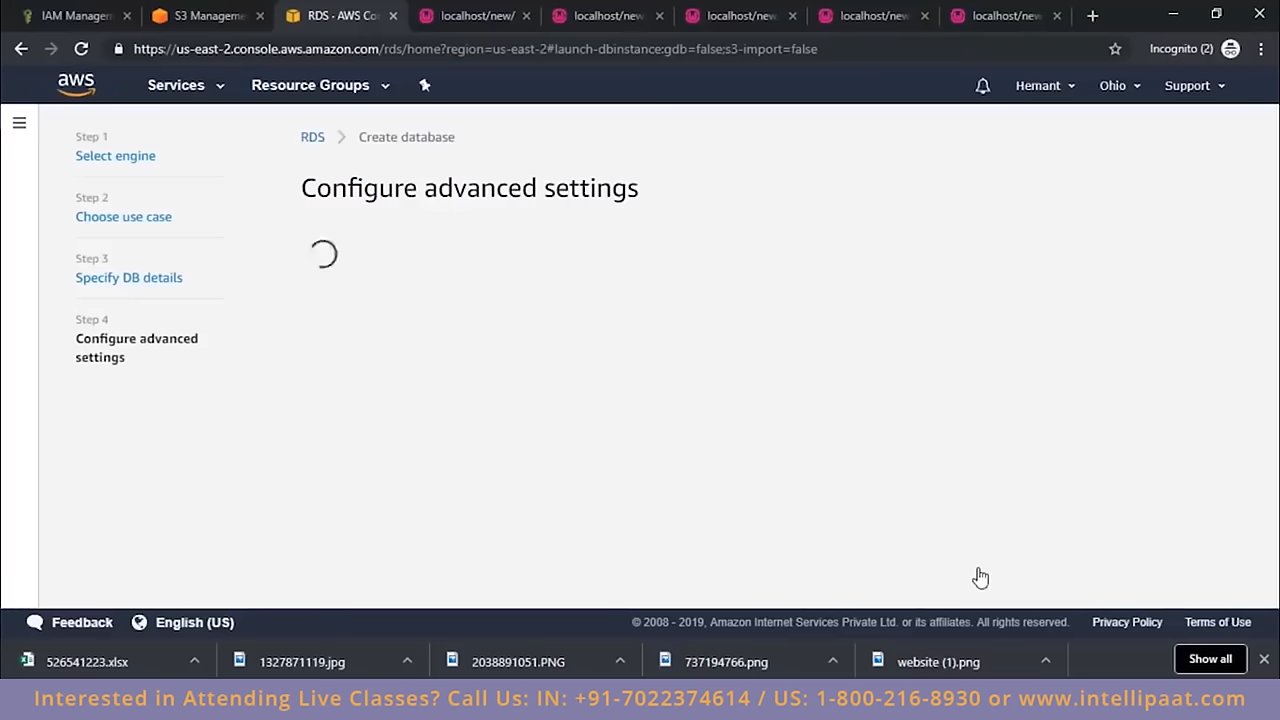 IAM Manager
S3 Manageme
RDS - AWS Co
localhost/new/
localhost/new
localhost/new
localhost/new
localhost/new
https://us-east-2.console.aws.amazon.com/rds/home?region=us-east-2#launch-dbinstance:gdb=false;s3-import=false
Incognito (2)
aws
Services
Resource Groups
Hemant
Ohio
Support
Step 1
Select engine
Step 2
Choose use case
Step 3
Specify DB details
Step 4
Configure advanced
settings
RDS
Create database
Configure advanced settings
Feedback
English (US)
© 2008 - 2019, Amazon Internet Services Private Ltd. or its affiliates. All rights reserved.
Privacy Policy
Terms of Use
526541223.xlsx
1327871119.jpg
2038891051.PNG
737194766.png
website (1).png
Show all
Interested in Attending Live Classes? Call Us: IN: +91-7022374614 / US: 1-800-216-8930 or www.intellipaat.com